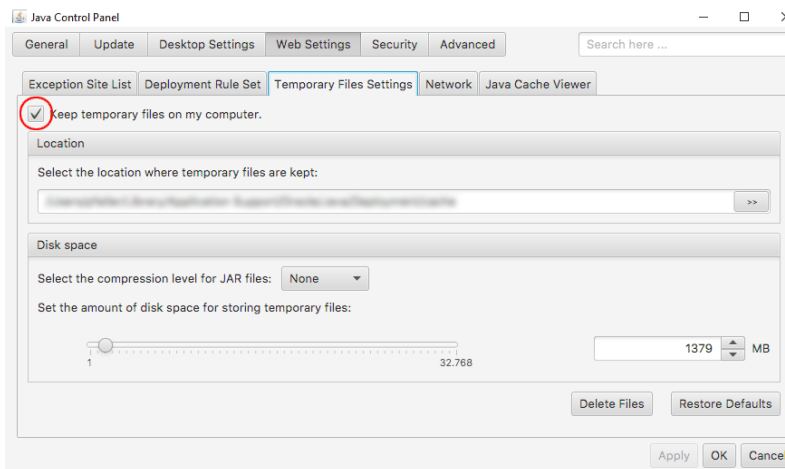 Java Control Panel
General Update Desktop Settings Web Settings Security Advanced Search here ...
Exception Site List Deployment Rule Set Temporary Files Settings Network Java Cache Viewer
Keep temporary files on my computer.
Location
Select the location where temporary files are kept:
>>
Disk space
Select the compression level for JAR files: None
Set the amount of disk space for storing temporary files:
1379 MB
1 32.768
Delete Files Restore Defaults
Apply OK Cancel